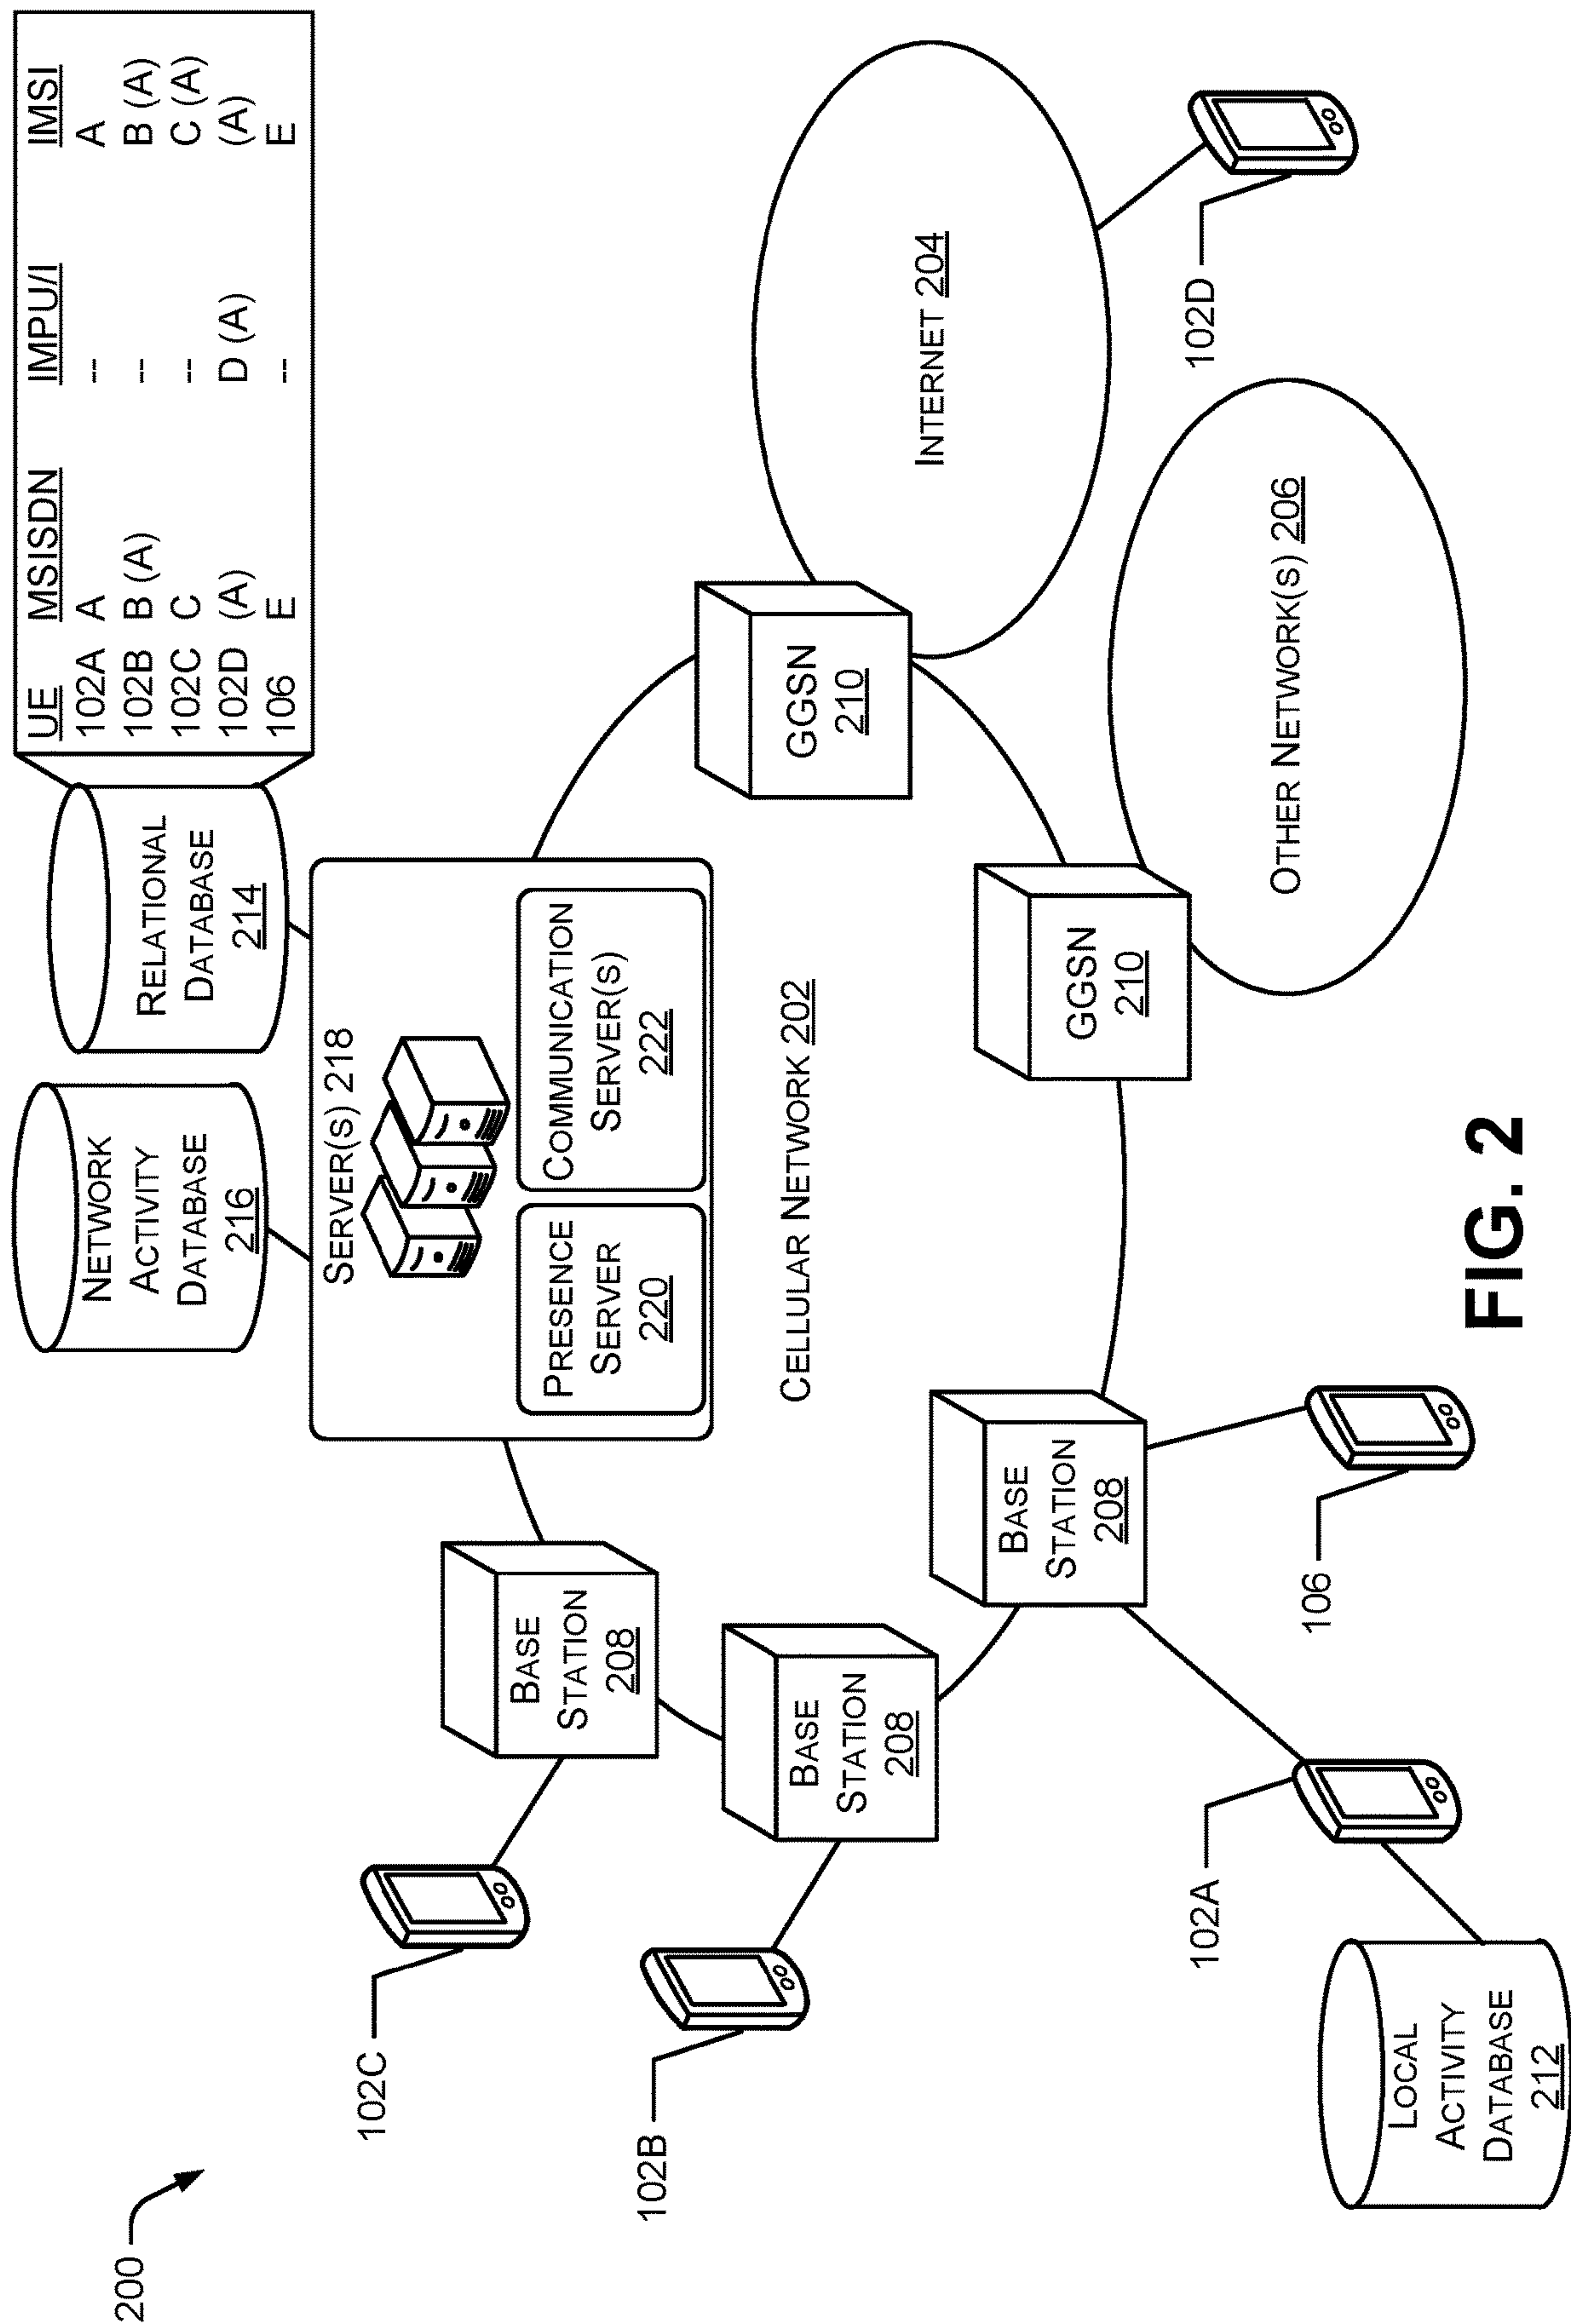 200
NETWORK
ACTIVITY
DATABASE
216
RELATIONAL
DATABASE
214
UE MSISDN IMPU/I IMSI
102A A -- A
102B B (A) -- B (A)
102C C -- C (A)
102D (A) D (A) (A)
106 E -- E
SERVER(S) 218
PRESENCE
SERVER
220
COMMUNICATION
SERVER(S)
222
CELLULAR NETWORK 202
102C
BASE
STATION
208
102B
BASE
STATION
208
BASE
STATION
208
GGSN
210
GGSN
210
INTERNET 204
OTHER NETWORK(S) 206
102D
102A
106
LOCAL
ACTIVITY
DATABASE
212
FIG. 2